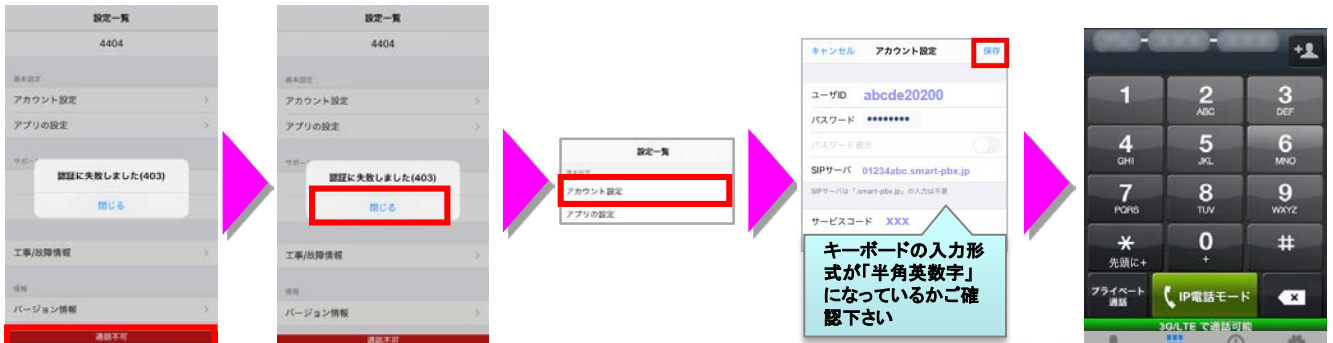 設定一覧
4404
基本設定
アカウント設定
アプリの設定
認証に失敗しました(403)
閉じる
工事/故障情報
情報
バージョン情報
通話不可
設定一覧
4404
基本設定
アカウント設定
アプリの設定
認証に失敗しました(403)
閉じる
工事/故障情報
情報
バージョン情報
通話不可
設定一覧
基本設定
アカウント設定
アプリの設定
キャンセル アカウント設定 保存
ユーザID abcde20200
パスワード ••••••••
パスワード表示
SIPサーバ 01234abc.smart-pbx.jp
SIPサーバは「.smart-pbx.jp」の入力は不要
サービスコード XXX
キーボードの入力形
式が「半角英数字」
になっているかご確
認下さい
1 2 3
ABC DEF
4 5 6
GHI JKL MNO
7 8 9
PQRS TUV WXYZ
* 0 #
先頭に+ +
プライベート
通話
IP電話モード
3G/LTE で通話可能